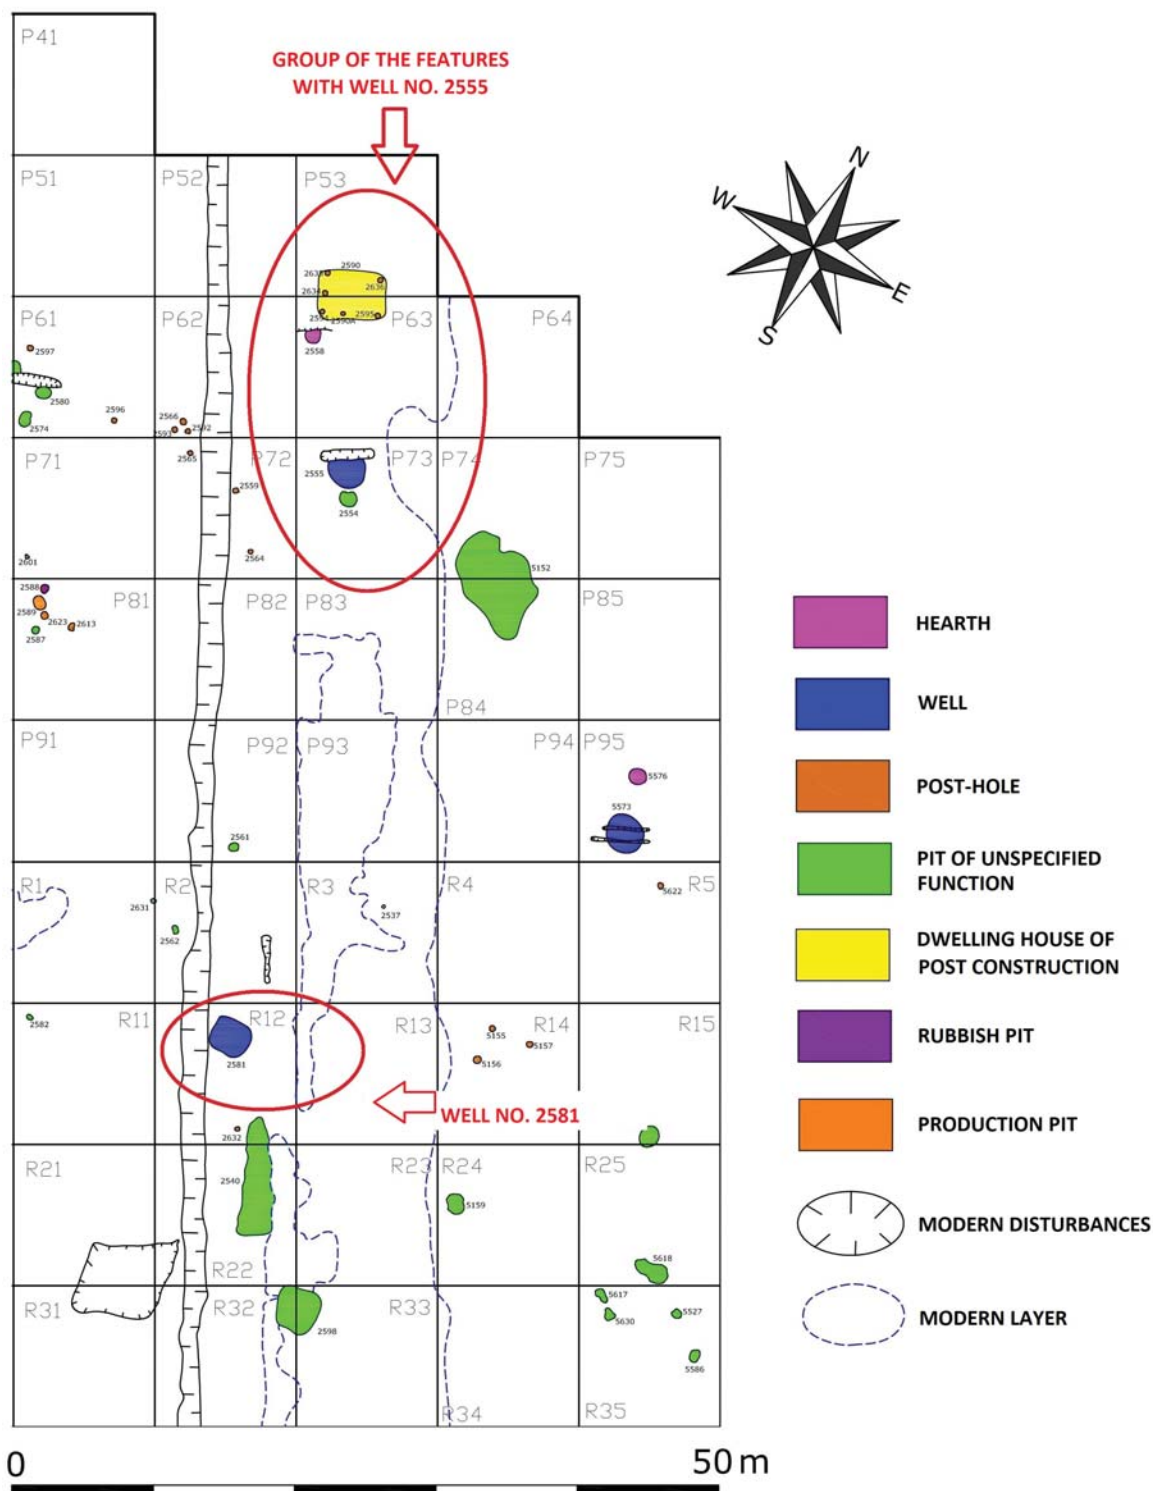 P41
GROUP OF THE FEATURES
WITH WELL NO. 2555
P51
P52
P53
N
W
E
S
2590
2636
2634
2590A
2595
P61
P62
P63
P64
2597
2558
2580
2574
2596
2566
2593
2592
P71
2565
P72
P73
P74
P75
2555
2559
2554
2564
2601
5152
2588
P81
P82
P83
P85
2589
2623
2613
2587
HEARTH
WELL
P84
P91
P92
P93
P94
P95
5576
POST-HOLE
5573
2561
PIT OF UNSPECIFIED
FUNCTION
R1
R2
R3
R4
R5
5622
2631
2537
2562
DWELLING HOUSE OF
POST CONSTRUCTION
2582
R11
R12
R13
R14
R15
5155
5157
5156
2581
RUBBISH PIT
WELL NO. 2581
PRODUCTION PIT
2632
R21
R23
R24
R25
2540
5159
MODERN DISTURBANCES
R22
5618
R31
R32
R33
5617
5630
5527
2598
MODERN LAYER
5586
R34
R35
0
50 m